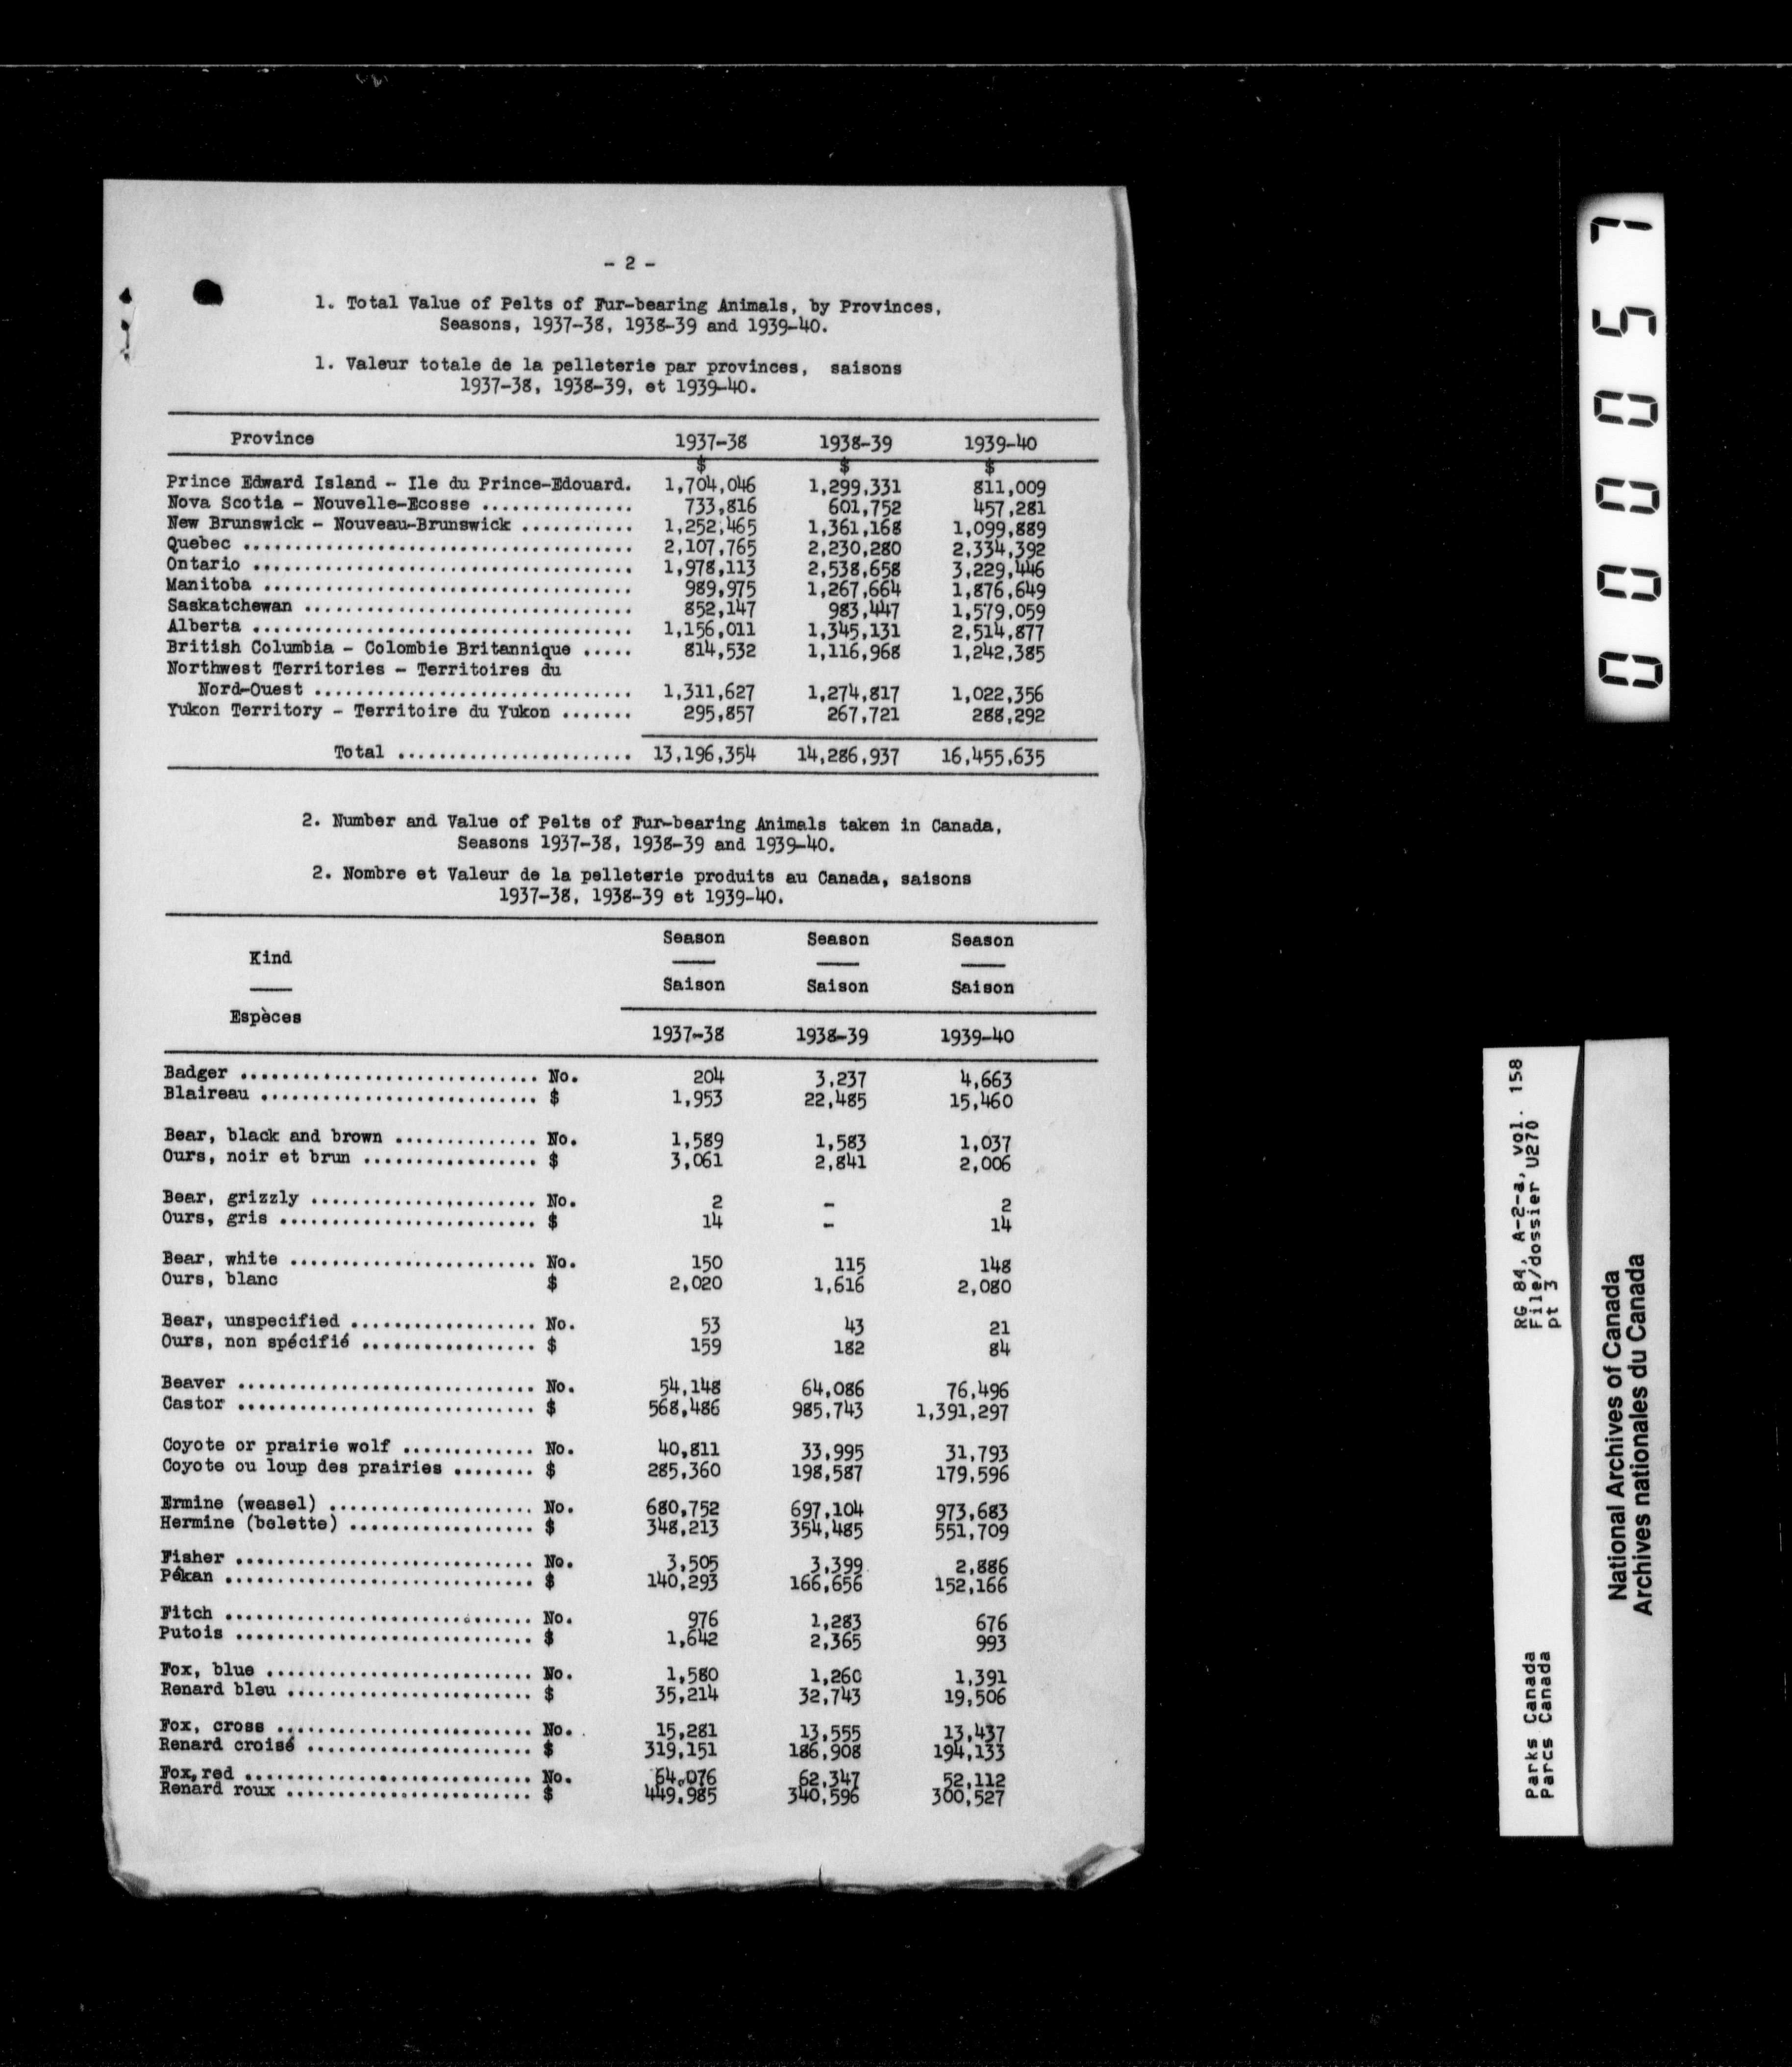 - 2 -
1. Total Value of Pelts of Fur-bearing Animals, by Provinces,
Seasons, 1937-38, 1938-39 and 1939-40.
1. Valeur totale de la pelleterie par provinces, saisons
1937-38, 1938-39, et 1939-40.
Province 1937-38 1938-39 1939-40
$ $ $
Prince Edward Island - Ile du Prince-Edouard. 1,704,046 1,299,331 811,009
Nova Scotia - Nouvelle-Ecosse ............... 733,816 601,752 457,281
New Brunswick - Nouveau-Brunswick ........... 1,252,465 1,361,168 1,099,889
Quebec ...................................... 2,107,765 2,230,280 2,334,392
Ontario ..................................... 1,978,113 2,538,658 3,229,446
Manitoba .................................... 989,975 1,267,664 1,876,649
Saskatchewan ................................ 852,147 983,447 1,579,059
Alberta ..................................... 1,156,011 1,345,131 2,514,877
British Columbia - Colombie Britannique ..... 814,532 1,116,968 1,242,385
Northwest Territories - Territoires du
Nord-Ouest ............................... 1,311,627 1,274,817 1,022,356
Yukon Territory - Territoire du Yukon ....... 295,857 267,721 288,292
Total ....................... 13,196,354 14,286,937 16,455,635
2. Number and Value of Pelts of Fur-bearing Animals taken in Canada,
Seasons 1937-38, 1938-39 and 1939-40.
2. Nombre et Valeur de la pelleterie produits au Canada, saisons
1937-38, 1938-39 et 1939-40.
Season Season Season
Kind
Saison Saison Saison
Espèces
1937-38 1938-39 1939-40
Badger ............................. No. 204 3,237 4,663
Blaireau ........................... $ 1,953 22,485 15,460
Bear, black and brown .............. No. 1,589 1,583 1,037
Ours, noir et brun ................. $ 3,061 2,841 2,006
Bear, grizzly ...................... No. 2 - 2
Ours, gris ......................... $ 14 - 14
Bear, white ........................ No. 150 115 148
Ours, blanc $ 2,020 1,616 2,080
Bear, unspecified .................. No. 53 43 21
Ours, non spécifié ................. $ 159 182 84
Beaver ............................. No. 54,148 64,086 76,496
Castor ............................. $ 568,486 985,743 1,391,297
Coyote or prairie wolf ............. No. 40,811 33,995 31,793
Coyote ou loup des prairies ........ $ 285,360 198,587 179,596
Ermine (weasel) .................... No. 680,752 697,104 973,683
Hermine (belette) .................. $ 348,213 354,485 551,709
Fisher ............................. No. 3,505 3,399 2,886
Pêkan .............................. $ 140,293 166,656 152,166
Fitch .............................. No. 976 1,283 676
Putois ............................. $ 1,642 2,365 993
Fox, blue .......................... No. 1,580 1,260 1,391
Renard bleu ........................ $ 35,214 32,743 19,506
Fox, cross ......................... No. 15,281 13,555 13,437
Renard croisé ...................... $ 319,151 186,908 194,133
Fox, red ............................ No. 64,076 62,347 52,112
Renard roux ........................ $ 449,985 340,596 300,527
000057
RG 84, A-2-a, vol. 158
File/dossier U270
pt 3
Parks Canada
Parcs Canada
National Archives of Canada
Archives nationales du Canada